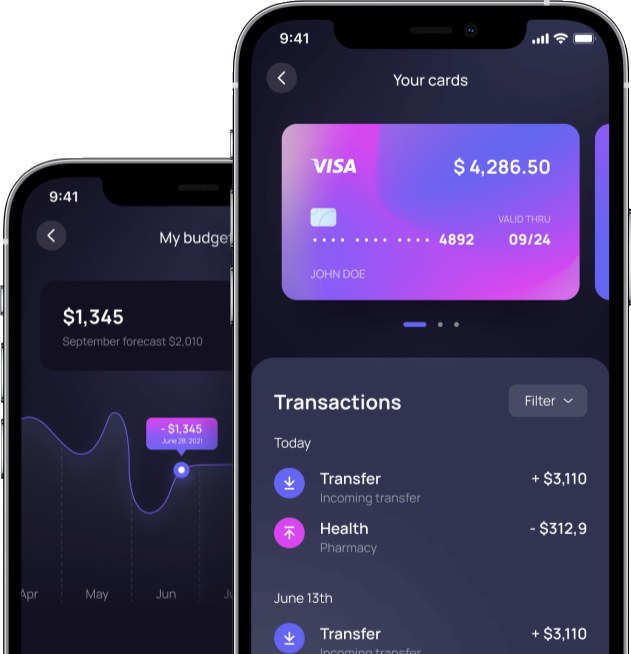 9:41
Your cards
VISA
$ 4,286.50
VALID THRU
•••• •••• •••• 4892
09/24
JOHN DOE
Transactions
Filter
Today
Transfer
+ $3,110
Incoming transfer
Health
- $312,9
Pharmacy
June 13th
Transfer
+ $3,110
Incoming transfer
9:41
My budget
$1,345
September forecast $2,010
- $1,345
June 28, 2021
Apr
May
Jun